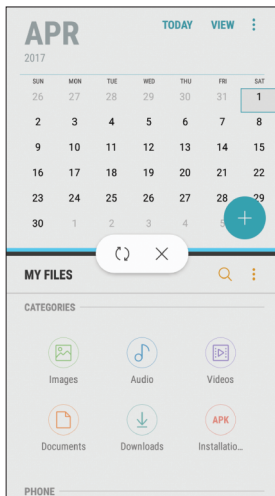 APR
TODAY VIEW
2017
SUN MON TUE WED THU FRI SAT
26 27 28 29 30 31 1
2 3 4 5 6 7 8
9 10 11 12 13 14 15
16 17 18 19 20 21 22
23 24 25 26 27 28 29
30 1 2 3 4 5
MY FILES
CATEGORIES
Images Audio Videos
APK
Documents Downloads Installatio...
PHONE